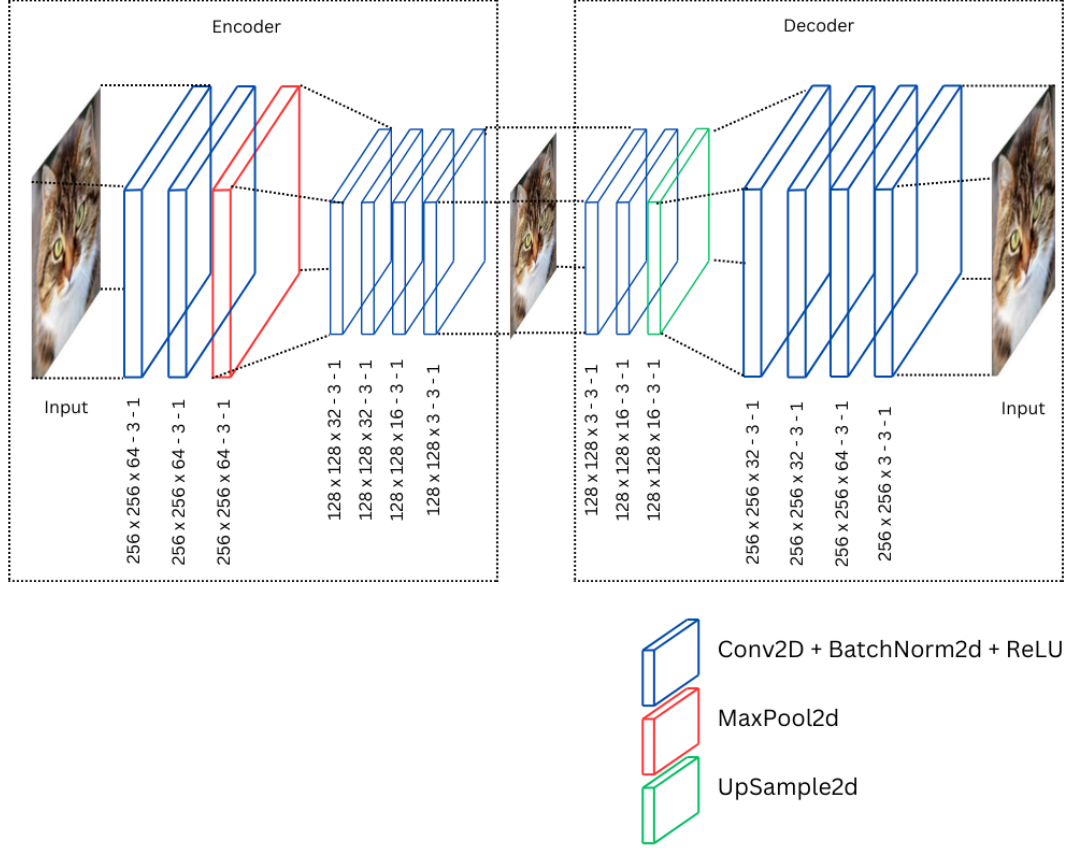 Encoder
Decoder
Input
256 x 256 x 64 - 3 - 1
256 x 256 x 64 - 3 - 1
256 x 256 x 64 - 3 - 1
128 x 128 x 32 - 3 - 1
128 x 128 x 32 - 3 - 1
128 x 128 x 16 - 3 - 1
128 x 128 x 3 - 3 - 1
128 x 128 x 3 - 3 - 1
128 x 128 x 16 - 3 - 1
128 x 128 x 16 - 3 - 1
256 x 256 x 32 - 3 - 1
256 x 256 x 32 - 3 - 1
256 x 256 x 64 - 3 - 1
256 x 256 x 3 - 3 - 1
Input
Conv2D + BatchNorm2d + ReLU
MaxPool2d
UpSample2d